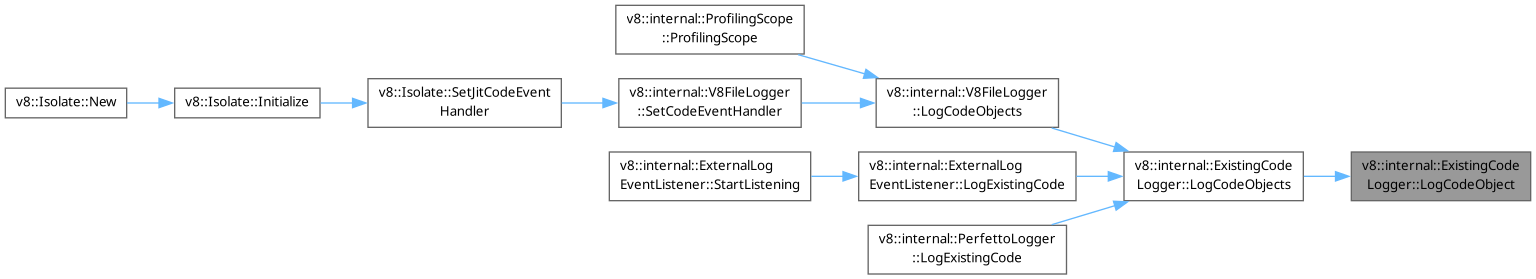 v8::internal::ProfilingScope
::ProfilingScope
v8::Isolate::New
v8::Isolate::Initialize
v8::Isolate::SetJitCodeEvent
Handler
v8::internal::V8FileLogger
::SetCodeEventHandler
v8::internal::V8FileLogger
::LogCodeObjects
v8::internal::ExternalLog
EventListener::StartListening
v8::internal::ExternalLog
EventListener::LogExistingCode
v8::internal::ExistingCode
Logger::LogCodeObjects
v8::internal::ExistingCode
Logger::LogCodeObject
v8::internal::PerfettoLogger
::LogExistingCode